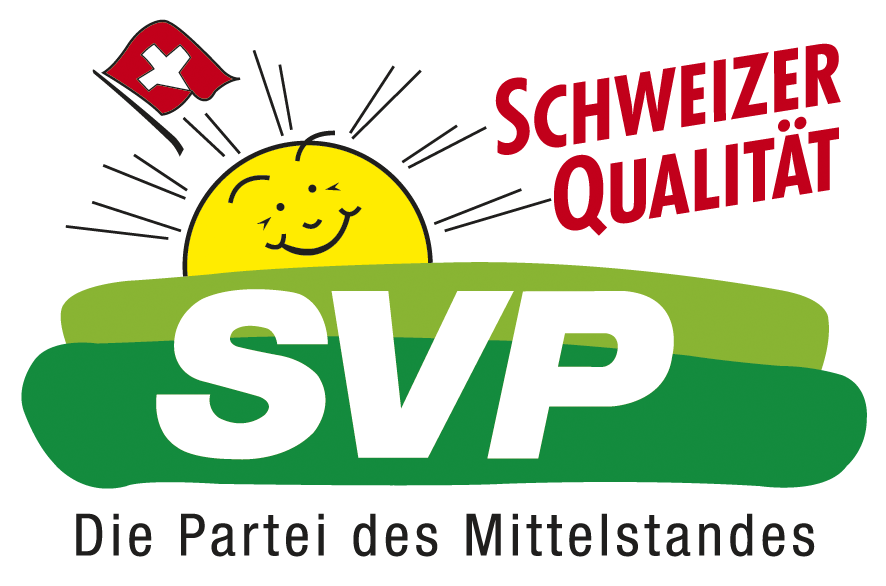 SCHWEIZER
QUALITÄT
SVP
Die Partei des Mittelstandes